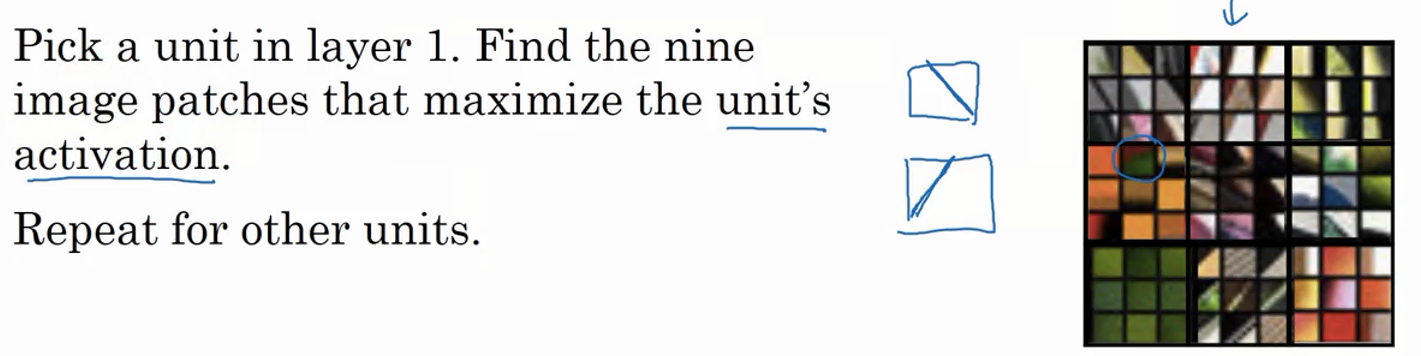 Pick a unit in layer 1. Find the nine
image patches that maximize the unit's
activation.
Repeat for other units.